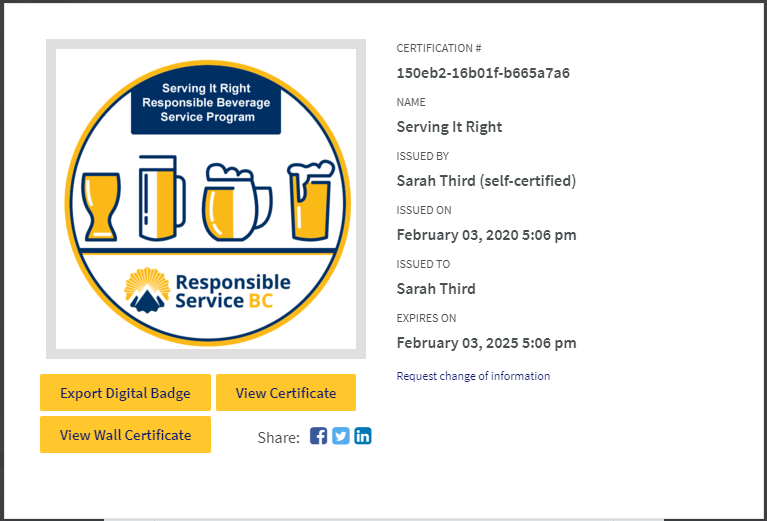 Serving It Right
Responsible Beverage
Service Program
Responsible
Service BC
Export Digital Badge
View Certificate
View Wall Certificate
Share:
CERTIFICATION #
150eb2-16b01f-b665a7a6
NAME
Serving It Right
ISSUED BY
Sarah Third (self-certified)
ISSUED ON
February 03, 2020 5:06 pm
ISSUED TO
Sarah Third
EXPIRES ON
February 03, 2025 5:06 pm
Request change of information